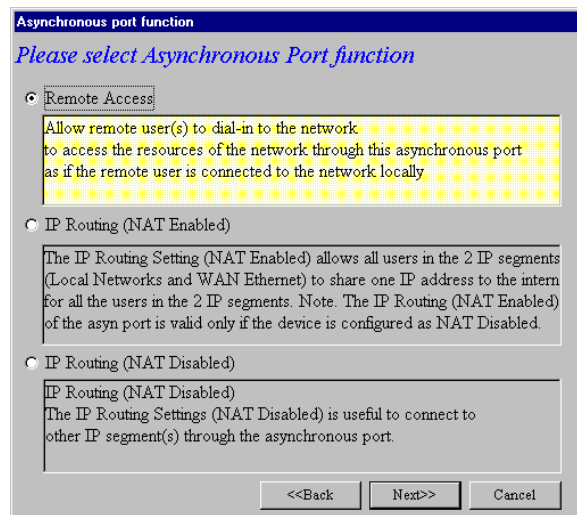 Asynchronous port function
Please select Asynchronous Port function
Remote Access
Allow remote user(s) to dial-in to the network
to access the resources of the network through this asynchronous port
as if the remote user is connected to the network locally
IP Routing (NAT Enabled)
The IP Routing Setting (NAT Enabled) allows all users in the 2 IP segments
(Local Networks and WAN Ethernet) to share one IP address to the intern
for all the users in the 2 IP segments. Note. The IP Routing (NAT Enabled)
of the asyn port is valid only if the device is configured as NAT Disabled.
IP Routing (NAT Disabled)
IP Routing (NAT Disabled)
The IP Routing Settings (NAT Disabled) is useful to connect to
other IP segment(s) through the asynchronous port.
<<Back
Next>>
Cancel